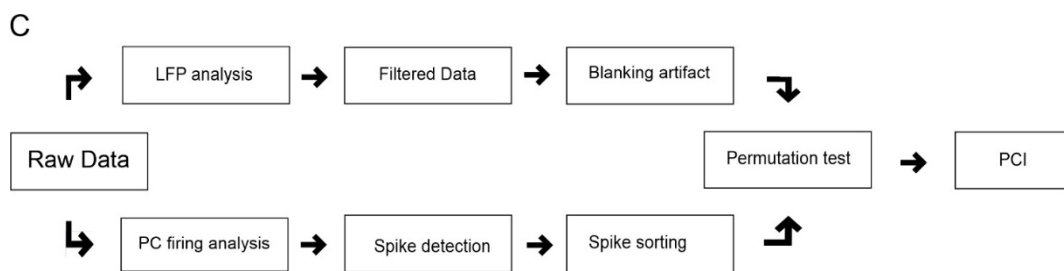 C
LFP analysis
Filtered Data
Blanking artifact
Raw Data
Permutation test
PCI
PC firing analysis
Spike detection
Spike sorting